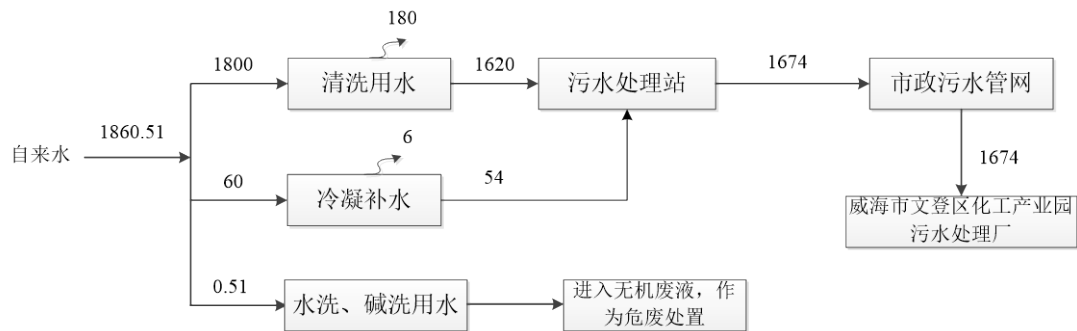 180
1800
清洗用水
1620
污水处理站
1674
市政污水管网
1860.51
自来水
6
1674
60
冷凝补水
54
威海市文登区化工产业园
污水处理厂
0.51
水洗、碱洗用水
进入无机废液，作
为危废处置